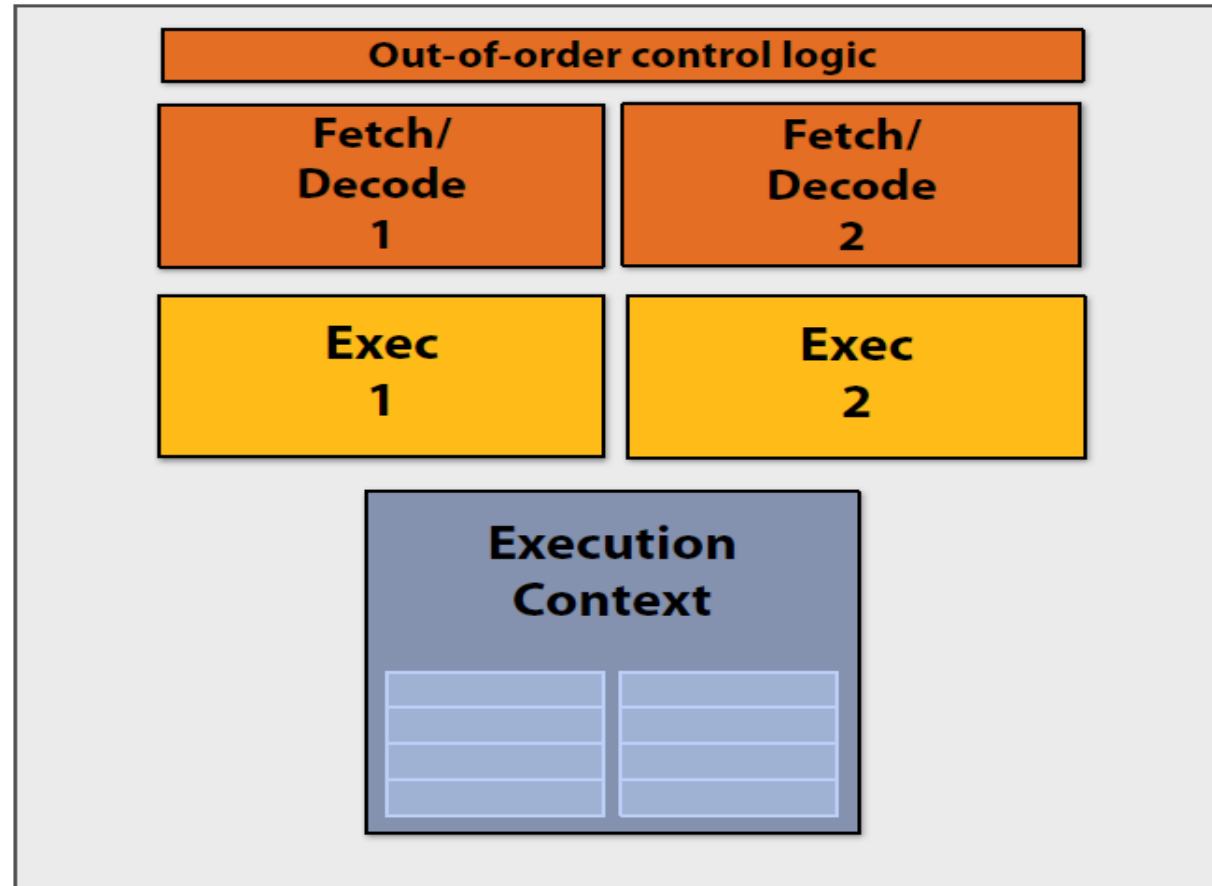 Out-of-order control logic
Fetch/
Decode
1
Fetch/
Decode
2
Exec
1
Exec
2
Execution
Context